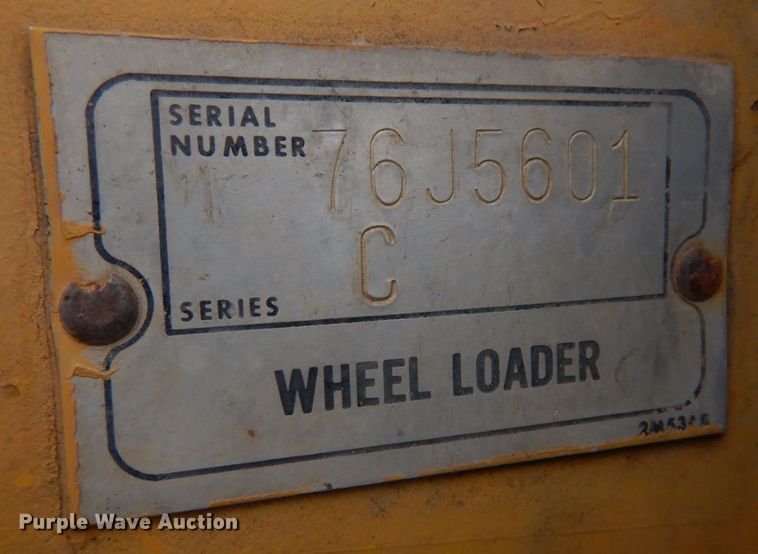 SERIAL
NUMBER 76J5601
C
SERIES
WHEEL LOADER
Purple Wave Auction